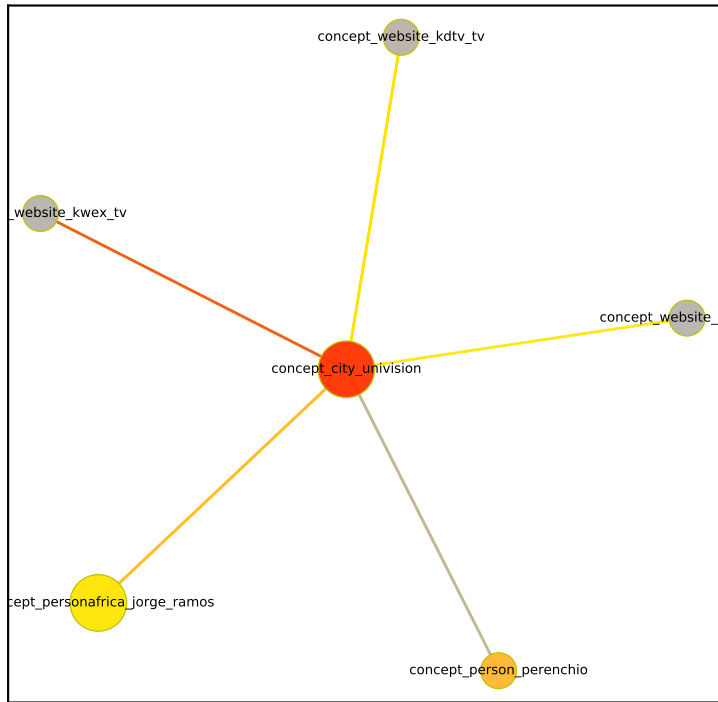 concept_website_kdtv_tv
_website_kwex_tv
concept_website_
concept_city_univision
cept_personafrica_jorge_ramos
concept_person_perenchio